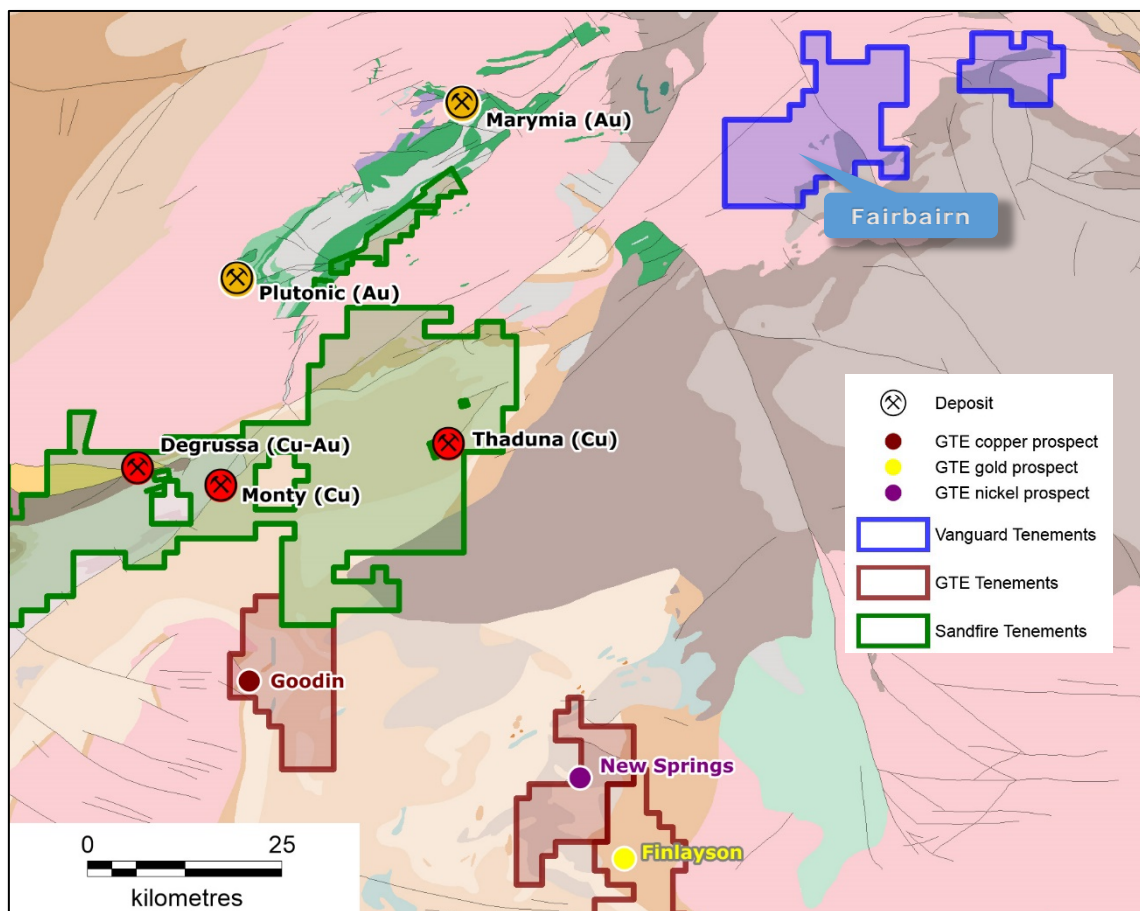 Marymia (Au)
Fairbairn
Plutonic (Au)
Degrussa (Cu-Au)
Thaduna (Cu)
Monty (Cu)
Goodin
New Springs
Finlayson
Deposit
GTE copper prospect
GTE gold prospect
GTE nickel prospect
Vanguard Tenements
GTE Tenements
Sandfire Tenements
0 25
kilometres